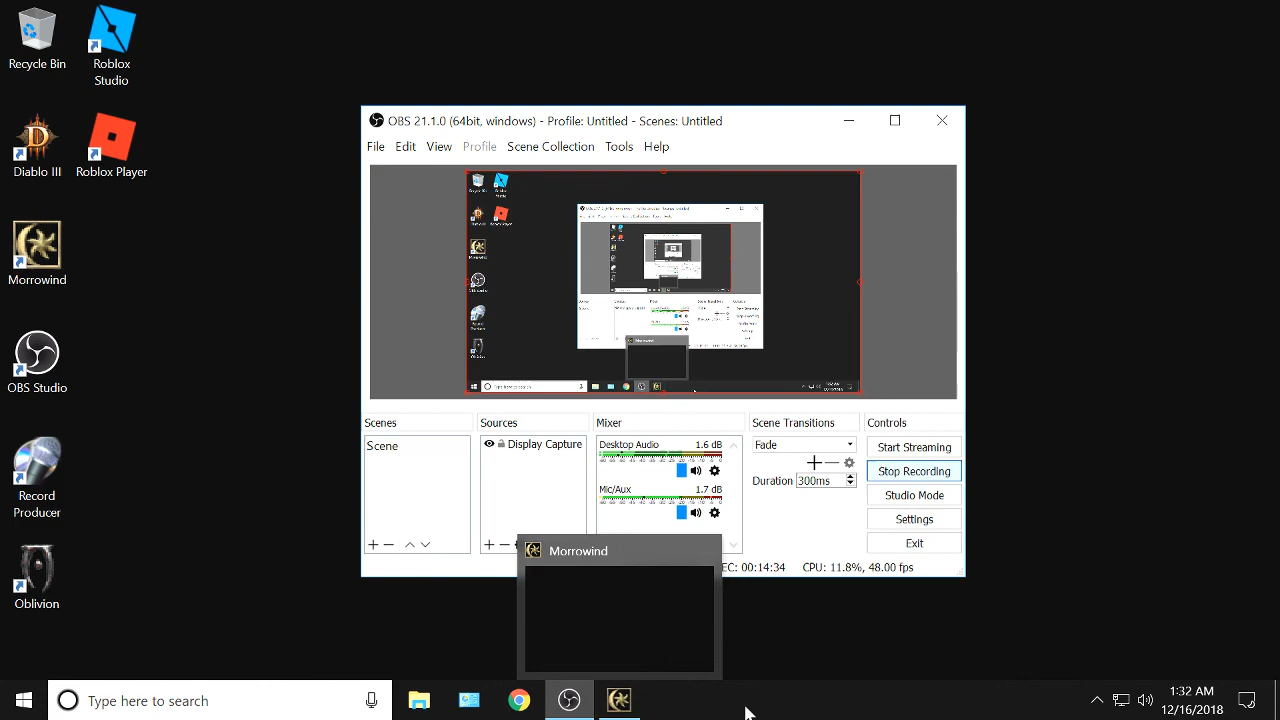 Recycle Bin
Roblox
Studio
Diablo III
Roblox Player
Morrowind
OBS Studio
Record
Producer
Oblivion
OBS 21.1.0 (64bit, windows) - Profile: Untitled - Scenes: Untitled
File Edit View Profile Scene Collection Tools Help
Scenes
Scene
Sources
Display Capture
Mixer
Desktop Audio 1.6 dB
Mic/Aux 1.7 dB
Scene Transitions
Fade
Duration 300ms
Controls
Start Streaming
Stop Recording
Studio Mode
Settings
Exit
EC: 00:14:34 CPU: 11.8%, 48.00 fps
Morrowind
Type here to search
:32 AM
12/16/2018